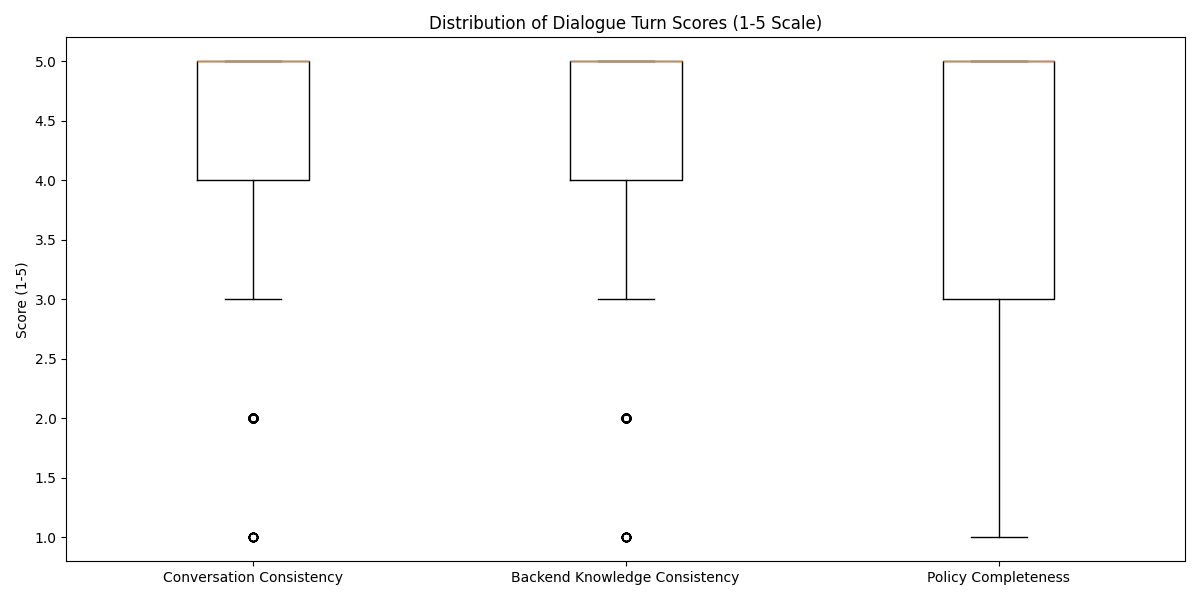 Distribution of Dialogue Turn Scores (1-5 Scale)
Score (1-5)
5.0
4.5
4.0
3.5
3.0
2.5
2.0
1.5
1.0
Conversation Consistency
Backend Knowledge Consistency
Policy Completeness